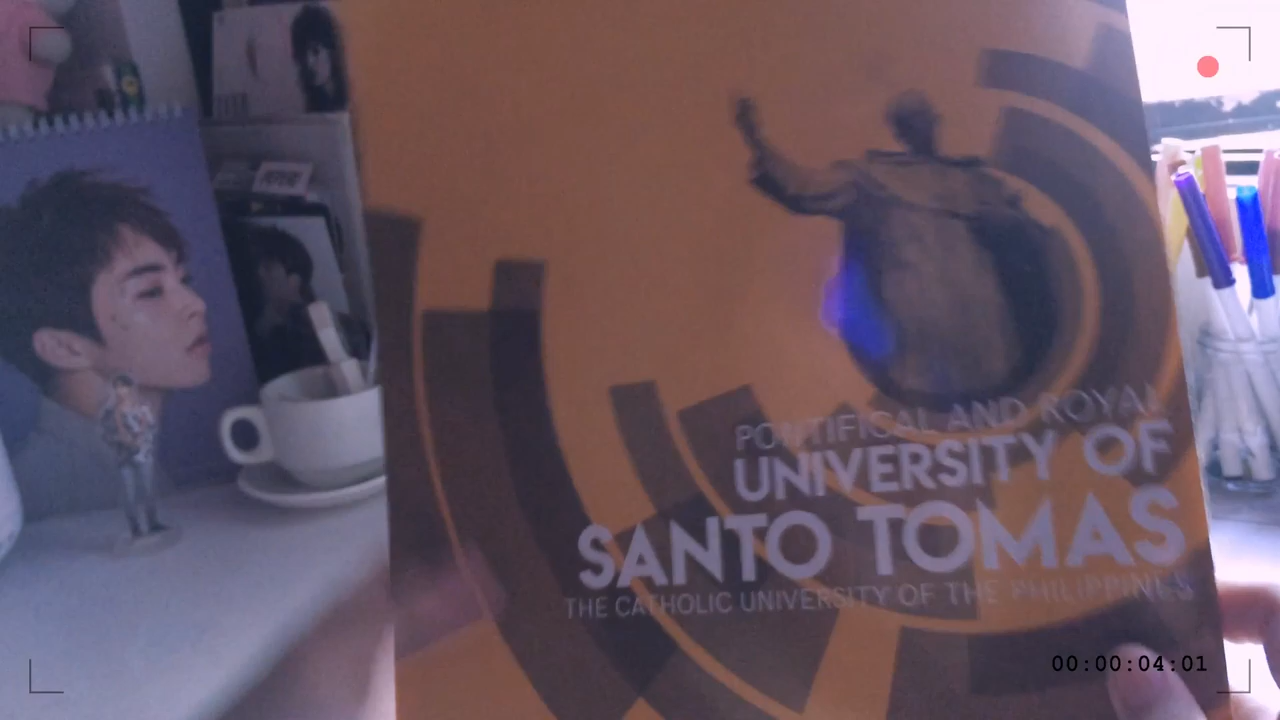 PONTIFICAL AND ROYAL
UNIVERSITY OF
SANTO TOMAS
THE CATHOLIC UNIVERSITY OF THE PHILIPPINES
00:00:04:01